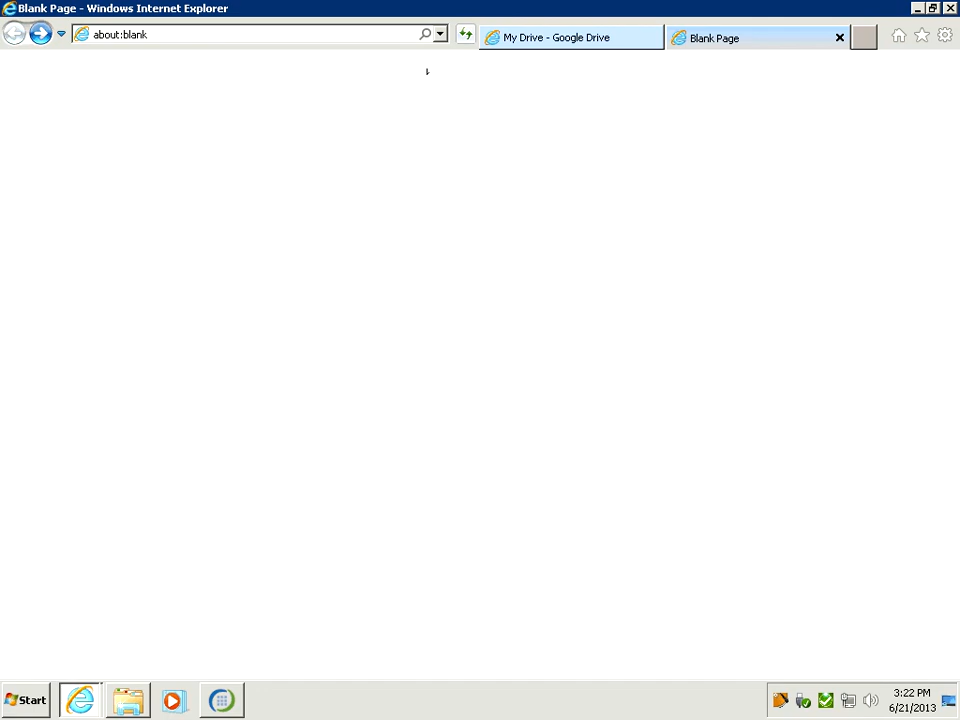 Blank Page - Windows Internet Explorer
about:blank
My Drive - Google Drive
Blank Page
Start
3:22 PM
6/21/2013